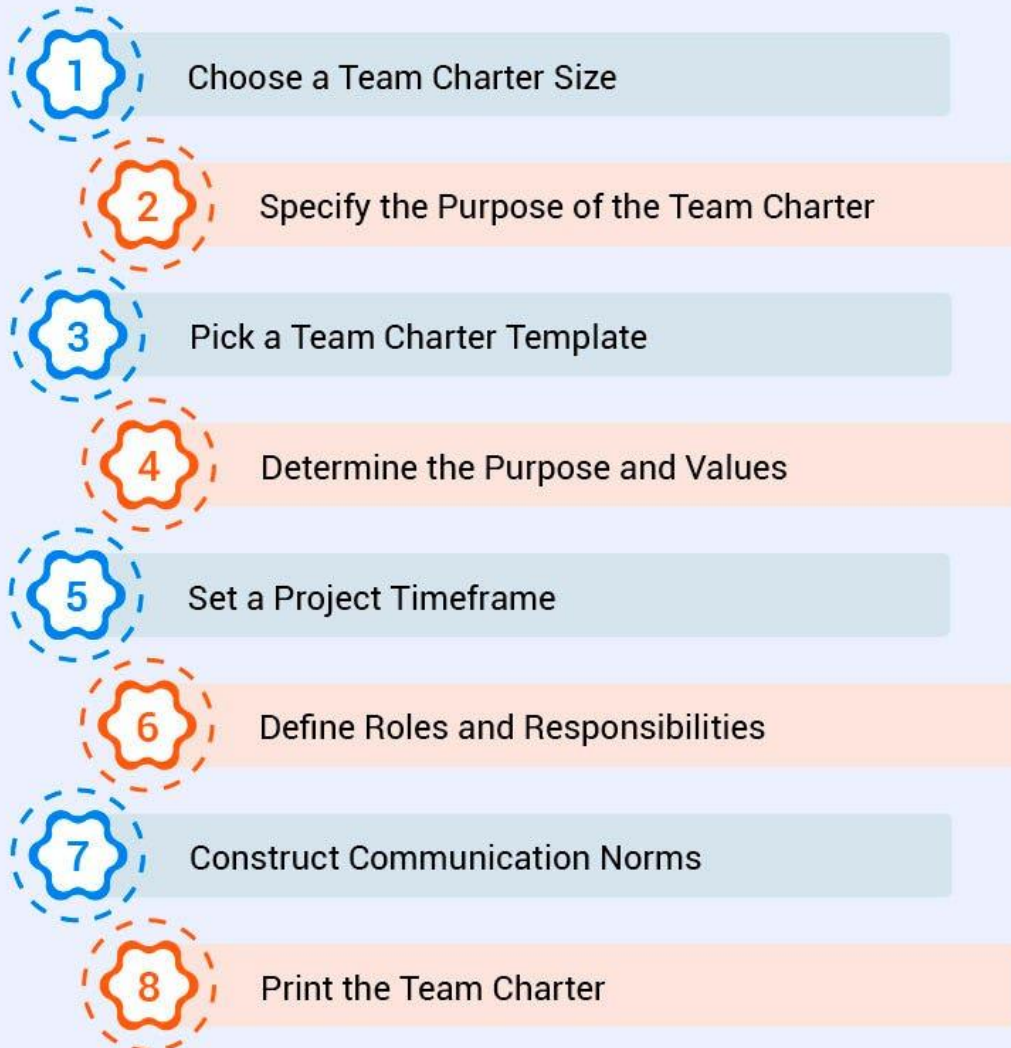 1 Choose a Team Charter Size
2 Specify the Purpose of the Team Charter
3 Pick a Team Charter Template
4 Determine the Purpose and Values
5 Set a Project Timeframe
6 Define Roles and Responsibilities
7 Construct Communication Norms
8 Print the Team Charter